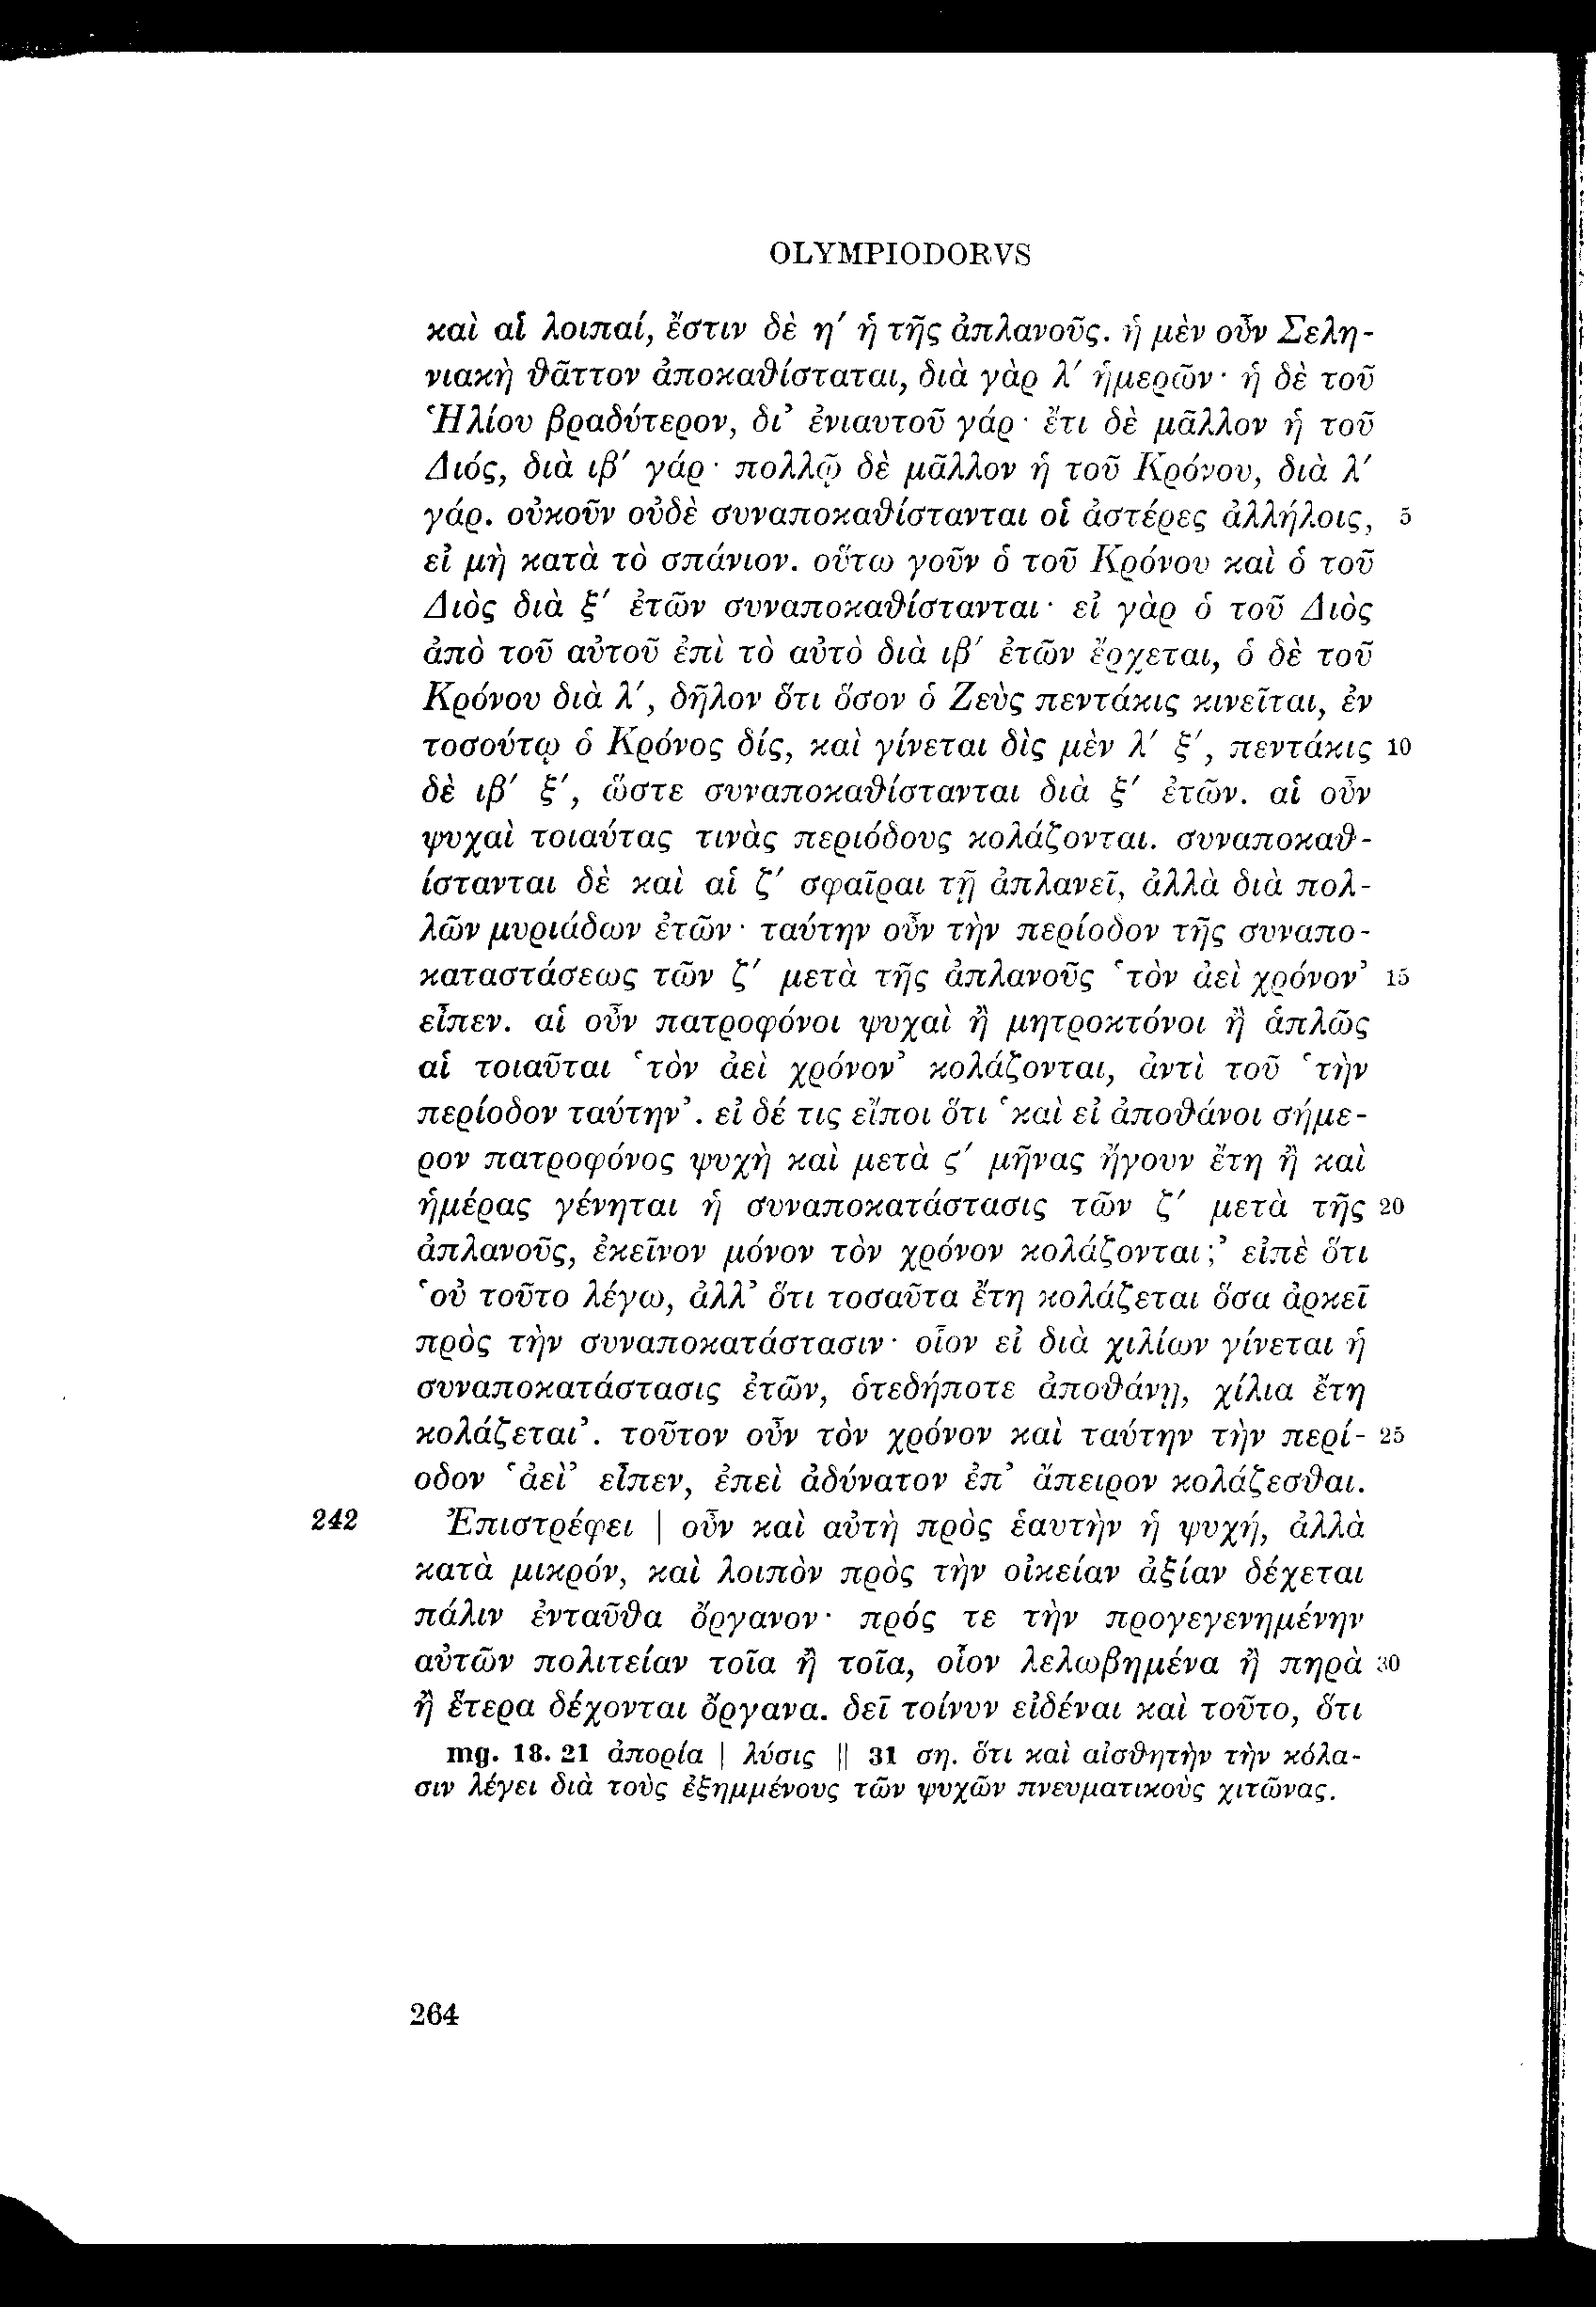 OLYMPIODORVS
καὶ αἱ λοιπαί, ἔστιν δὲ η′ ἡ τῆς ἀπλανοῦς. ἡ μὲν οὖν Σελη-
νιακὴ ϑᾶττον ἀποκαϑίσταται, διὰ γὰρ λ′ ἡμερῶν· ἡ δὲ τοῦ
Ἡλίου βραδύτερον, δι’ ἐνιαυτοῦ γάρ· ἔτι δὲ μᾶλλον ἡ τοῦ
Διός, διὰ ιβ′ γάρ· πολλῷ δὲ μᾶλλον ἡ τοῦ Κρόνου, διὰ λ′
γάρ. οὐκοῦν οὐδὲ συναποκαϑίστανται οἱ ἀστέρες ἀλλήλοις, 5
εἰ μὴ κατὰ τὸ σπάνιον. οὕτω γοῦν ὁ τοῦ Κρόνου καὶ ὁ τοῦ
Διὸς διὰ ξ′ ἐτῶν συναποκαϑίστανται· εἰ γὰρ ὁ τοῦ Διὸς
ἀπὸ τοῦ αὐτοῦ ἐπὶ τὸ αὐτὸ διὰ ιβ′ ἐτῶν ἔρχεται, ὁ δὲ τοῦ
Κρόνου διὰ λ′, δῆλον ὅτι ὅσον ὁ Ζεὺς πεντάκις κινεῖται, ἐν
τοσούτῳ ὁ Κρόνος δίς, καὶ γίνεται δὶς μὲν λ′ ξ′, πεντάκις 10
δὲ ιβ′ ξ′, ὥστε συναποκαϑίστανται διὰ ξ′ ἐτῶν. αἱ οὖν
ψυχαὶ τοιαύτας τινὰς περιόδους κολάζονται. συναποκαϑ-
ίστανται δὲ καὶ αἱ ζ′ σφαῖραι τῇ ἀπλανεῖ, ἀλλὰ διὰ πολ-
λῶν μυριάδων ἐτῶν· ταύτην οὖν τὴν περίοδον τῆς συναπο-
καταστάσεως τῶν ζ′ μετὰ τῆς ἀπλανοῦς ‘τὸν ἀεὶ χρόνον’ 15
εἶπεν. αἱ οὖν πατροφόνοι ψυχαὶ ἢ μητροκτόνοι ἢ ἁπλῶς
αἱ τοιαῦται ‘τὸν ἀεὶ χρόνον’ κολάζονται, ἀντὶ τοῦ ‘τὴν
περίοδον ταύτην’. εἰ δέ τις εἴποι ὅτι ‘καὶ εἰ ἀποϑάνοι σήμε-
ρον πατροφόνος ψυχὴ καὶ μετὰ ϛ′ μῆνας ἤγουν ἔτη ἢ καὶ
ἡμέρας γένηται ἡ συναποκατάστασις τῶν ζ′ μετὰ τῆς 20
ἀπλανοῦς, ἐκεῖνον μόνον τὸν χρόνον κολάζονται;’ εἰπὲ ὅτι
‘οὐ τοῦτο λέγω, ἀλλ’ ὅτι τοσαῦτα ἔτη κολάζεται ὅσα ἀρκεῖ
πρὸς τὴν συναποκατάστασιν· οἷον εἰ διὰ χιλίων γίνεται ἡ
συναποκατάστασις ἐτῶν, ὁτεδήποτε ἀποϑάνῃ, χίλια ἔτη
κολάζεται’. τοῦτον οὖν τὸν χρόνον καὶ ταύτην τὴν περί- 25
οδον ‘ἀεὶ’ εἶπεν, ἐπεὶ ἀδύνατον ἐπ’ ἄπειρον κολάζεσϑαι.
242 Ἐπιστρέφει | οὖν καὶ αὐτὴ πρὸς ἑαυτὴν ἡ ψυχή, ἀλλὰ
κατὰ μικρόν, καὶ λοιπὸν πρὸς τὴν οἰκείαν ἀξίαν δέχεται
πάλιν ἐνταῦϑα ὄργανον· πρός τε τὴν προγεγενημένην
αὐτῶν πολιτείαν τοῖα ἢ τοῖα, οἷον λελωβημένα ἢ πηρὰ 30
ἢ ἕτερα δέχονται ὄργανα. δεῖ τοίνυν εἰδέναι καὶ τοῦτο, ὅτι
mg. 18. 21 ἀπορία | λύσις || 31 ση. ὅτι καὶ αἰσϑητὴν τὴν κόλα-
σιν λέγει διὰ τοὺς ἐξημμένους τῶν ψυχῶν πνευματικοὺς χιτῶνας.
264